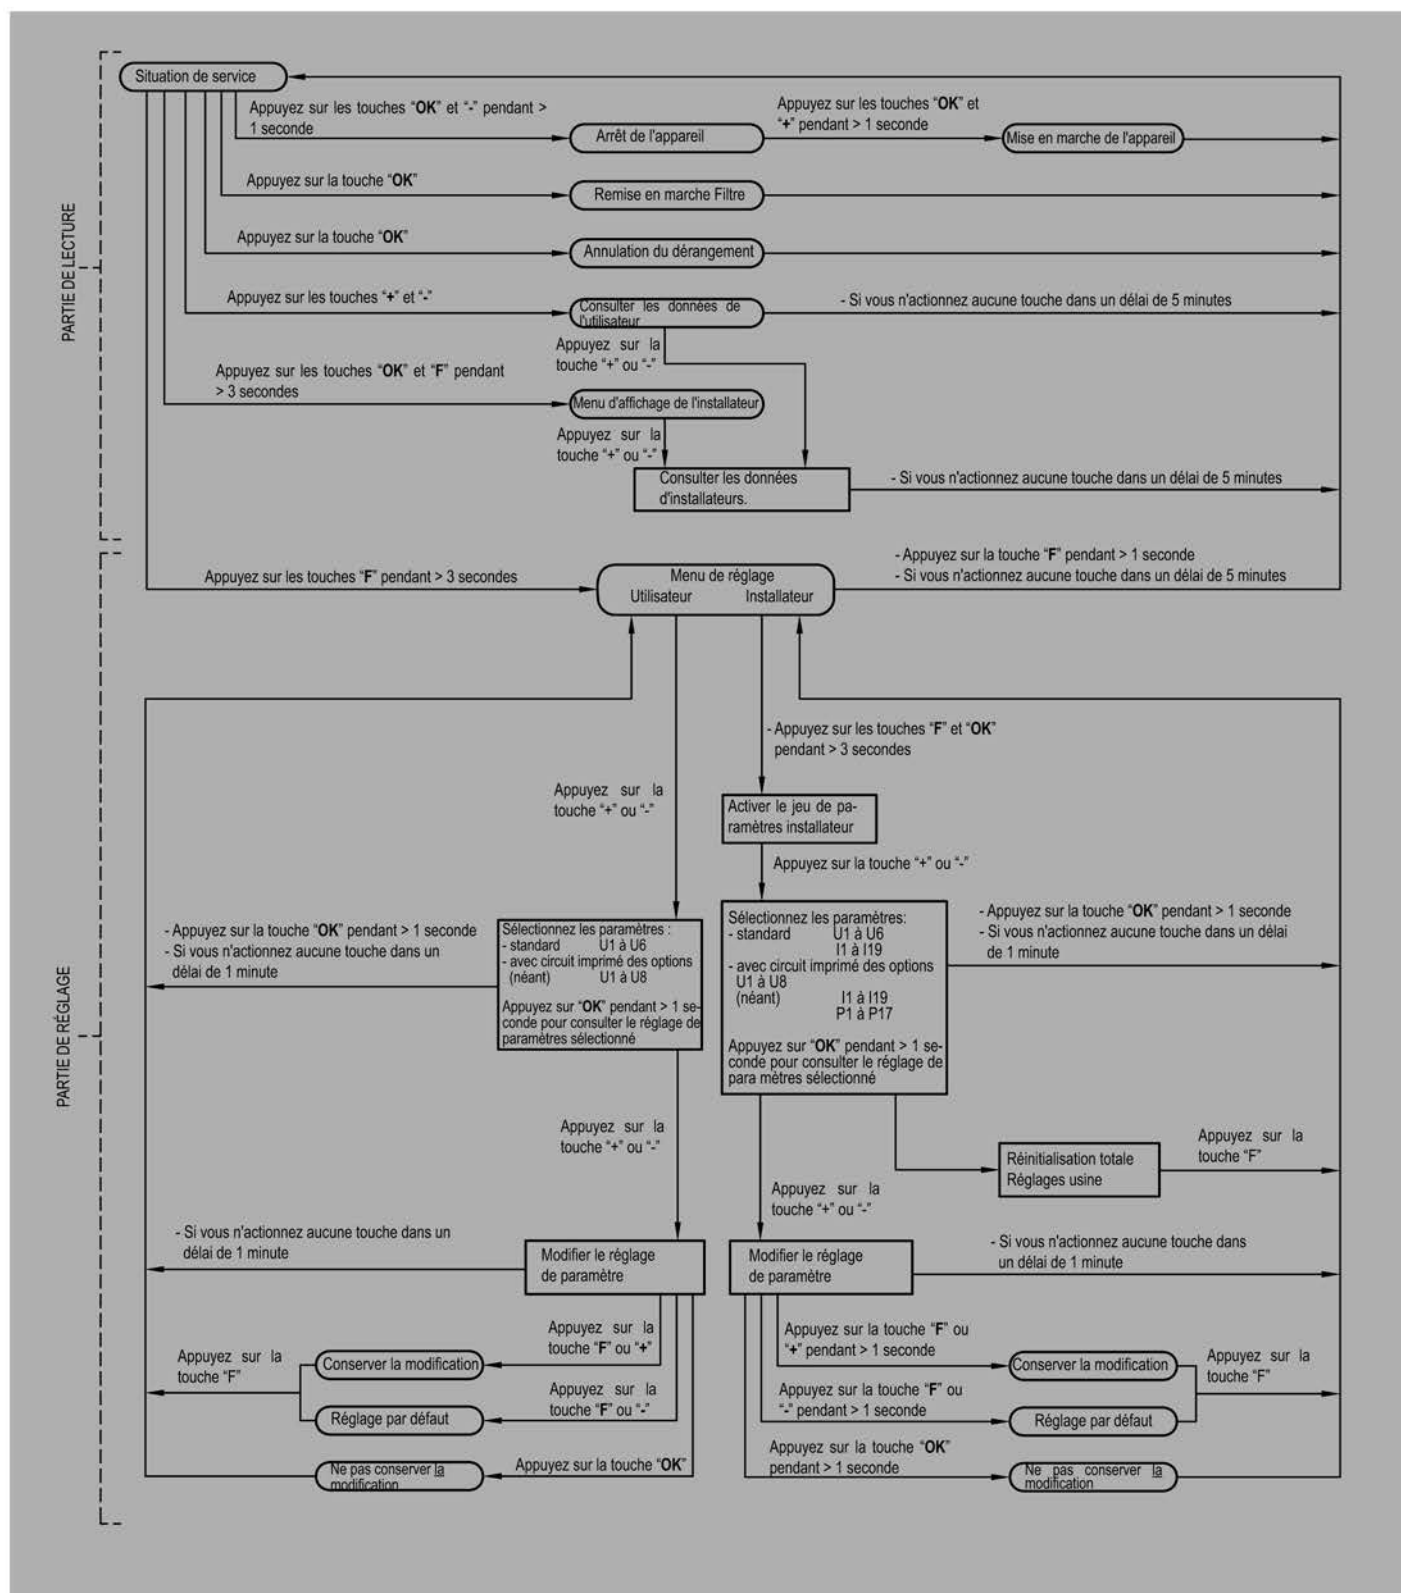 PARTIE DE LECTURE
Situation de service
Appuyez sur les touches “OK” et “-” pendant >
1 seconde
Arrêt de l'appareil
Appuyez sur les touches “OK” et
“+” pendant > 1 seconde
Mise en marche de l'appareil
Appuyez sur la touche “OK”
Remise en marche Filtre
Appuyez sur la touche “OK”
Annulation du dérangement
Appuyez sur les touches “+” et “-”
Consulter les données de
l'utilisateur
- Si vous n'actionnez aucune touche dans un délai de 5 minutes
Appuyez sur la
touche “+” ou “-”
Appuyez sur les touches “OK” et “F” pendant
> 3 secondes
Menu d'affichage de l'installateur
Appuyez sur la
touche “+” ou “-”
Consulter les données
d'installateurs.
- Si vous n'actionnez aucune touche dans un délai de 5 minutes
PARTIE DE RÉGLAGE
Appuyez sur les touches “F” pendant > 3 secondes
Menu de réglage
Utilisateur Installateur
- Appuyez sur la touche “F” pendant > 1 seconde
- Si vous n'actionnez aucune touche dans un délai de 5 minutes
- Appuyez sur les touches “F” et “OK”
pendant > 3 secondes
Appuyez sur la
touche “+” ou “-”
Activer le jeu de pa-
ramètres installateur
Appuyez sur la touche “+” ou “-”
- Appuyez sur la touche “OK” pendant > 1 seconde
- Si vous n'actionnez aucune touche dans un
délai de 1 minute
Sélectionnez les paramètres :
- standard U1 à U6
- avec circuit imprimé des options
(néant) U1 à U8
Appuyez sur “OK” pendant > 1 se-
conde pour consulter le réglage de
paramètres sélectionné
Sélectionnez les paramètres:
- standard U1 à U6
I1 à I19
- avec circuit imprimé des options
U1 à U8
(néant) I1 à I19
P1 à P17
Appuyez sur “OK” pendant > 1 se-
conde pour consulter le réglage de
para mètres sélectionné
- Appuyez sur la touche “OK” pendant > 1 seconde
- Si vous n'actionnez aucune touche dans un délai
de 1 minute
Appuyez sur la
touche “+” ou “-”
Réinitialisation totale
Réglages usine
Appuyez sur la
touche “F”
Appuyez sur la
touche “+” ou “-”
- Si vous n'actionnez aucune touche dans un
délai de 1 minute
Modifier le réglage
de paramètre
Modifier le réglage
de paramètre
- Si vous n'actionnez aucune touche dans
un délai de 1 minute
Appuyez sur la
touche “F” ou “+”
Appuyez sur la
touche “F”
Conserver la modification
Appuyez sur la
touche “F” ou “-”
Réglage par défaut
Appuyez sur la touche “OK”
Ne pas conserver la
modification
Appuyez sur la touche “F” ou
“+” pendant > 1 seconde
Conserver la modification
Appuyez sur la
touche “F”
Appuyez sur la touche “F” ou
“-” pendant > 1 seconde
Réglage par défaut
Appuyez sur la touche “OK”
pendant > 1 seconde
Ne pas conserver la
modification